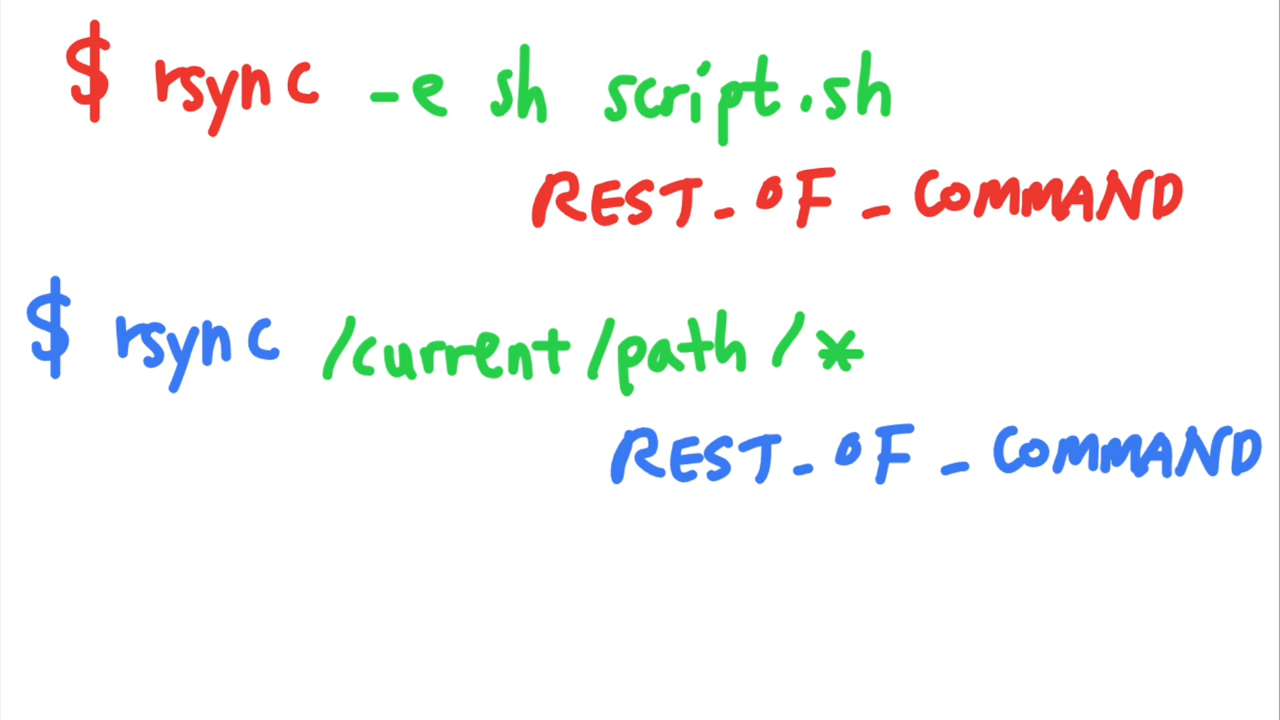 $ rsync -e sh script.sh
REST_OF_COMMAND
$ rsync /current/path/*
REST_OF_COMMAND